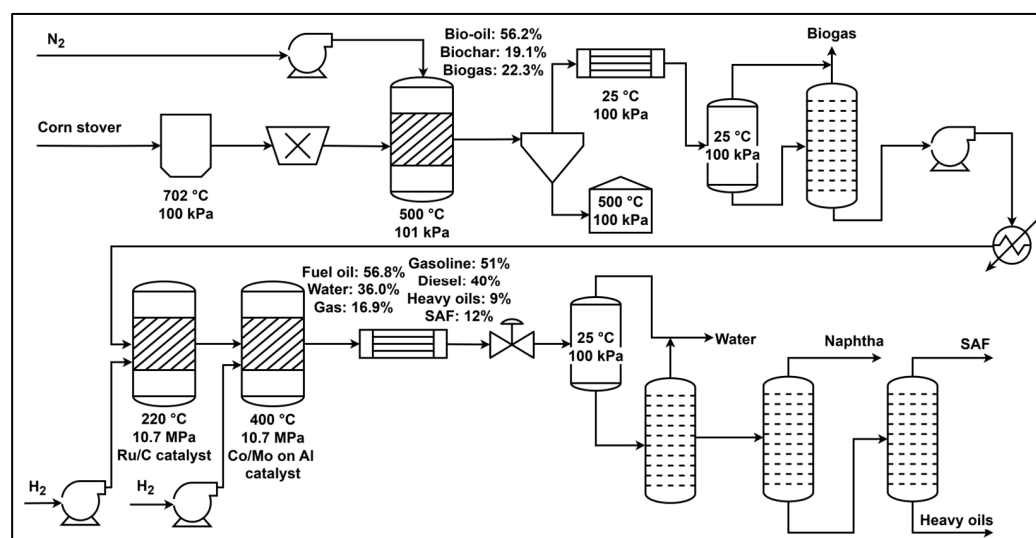 N2
Bio-oil: 56.2%
Biochar: 19.1%
Biogas: 22.3%
Biogas
Corn stover
25 °C
100 kPa
25 °C
100 kPa
702 °C
100 kPa
500 °C
101 kPa
500 °C
100 kPa
Fuel oil: 56.8%
Water: 36.0%
Gas: 16.9%
Gasoline: 51%
Diesel: 40%
Heavy oils: 9%
SAF: 12%
25 °C
100 kPa
Water
Naphtha
SAF
220 °C
10.7 MPa
Ru/C catalyst
400 °C
10.7 MPa
Co/Mo on Al
catalyst
H2
H2
Heavy oils